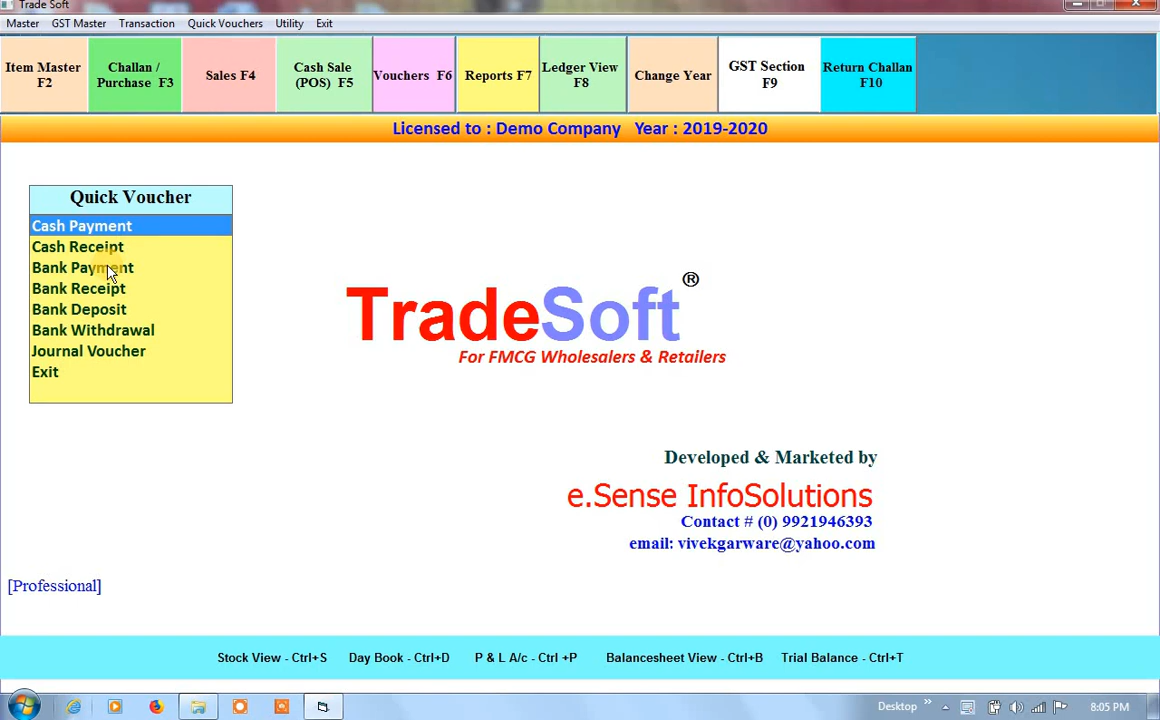 Trade Soft
Master GST Master Transaction Quick Vouchers Utility Exit
Item Master F2
Challan / Purchase F3
Sales F4
Cash Sale (POS) F5
Vouchers F6
Reports F7
Ledger View F8
Change Year
GST Section F9
Return Challan F10
Licensed to : Demo Company Year : 2019-2020
Quick Voucher
Cash Payment
Cash Receipt
Bank Payment
Bank Receipt
Bank Deposit
Bank Withdrawal
Journal Voucher
Exit
TradeSoft®
For FMCG Wholesalers & Retailers
Developed & Marketed by
e.Sense InfoSolutions
Contact # (0) 9921946393
email: vivekgarware@yahoo.com
[Professional]
Stock View - Ctrl+S Day Book - Ctrl+D P & L A/c - Ctrl +P Balancesheet View - Ctrl+B Trial Balance - Ctrl+T
Desktop 8:05 PM